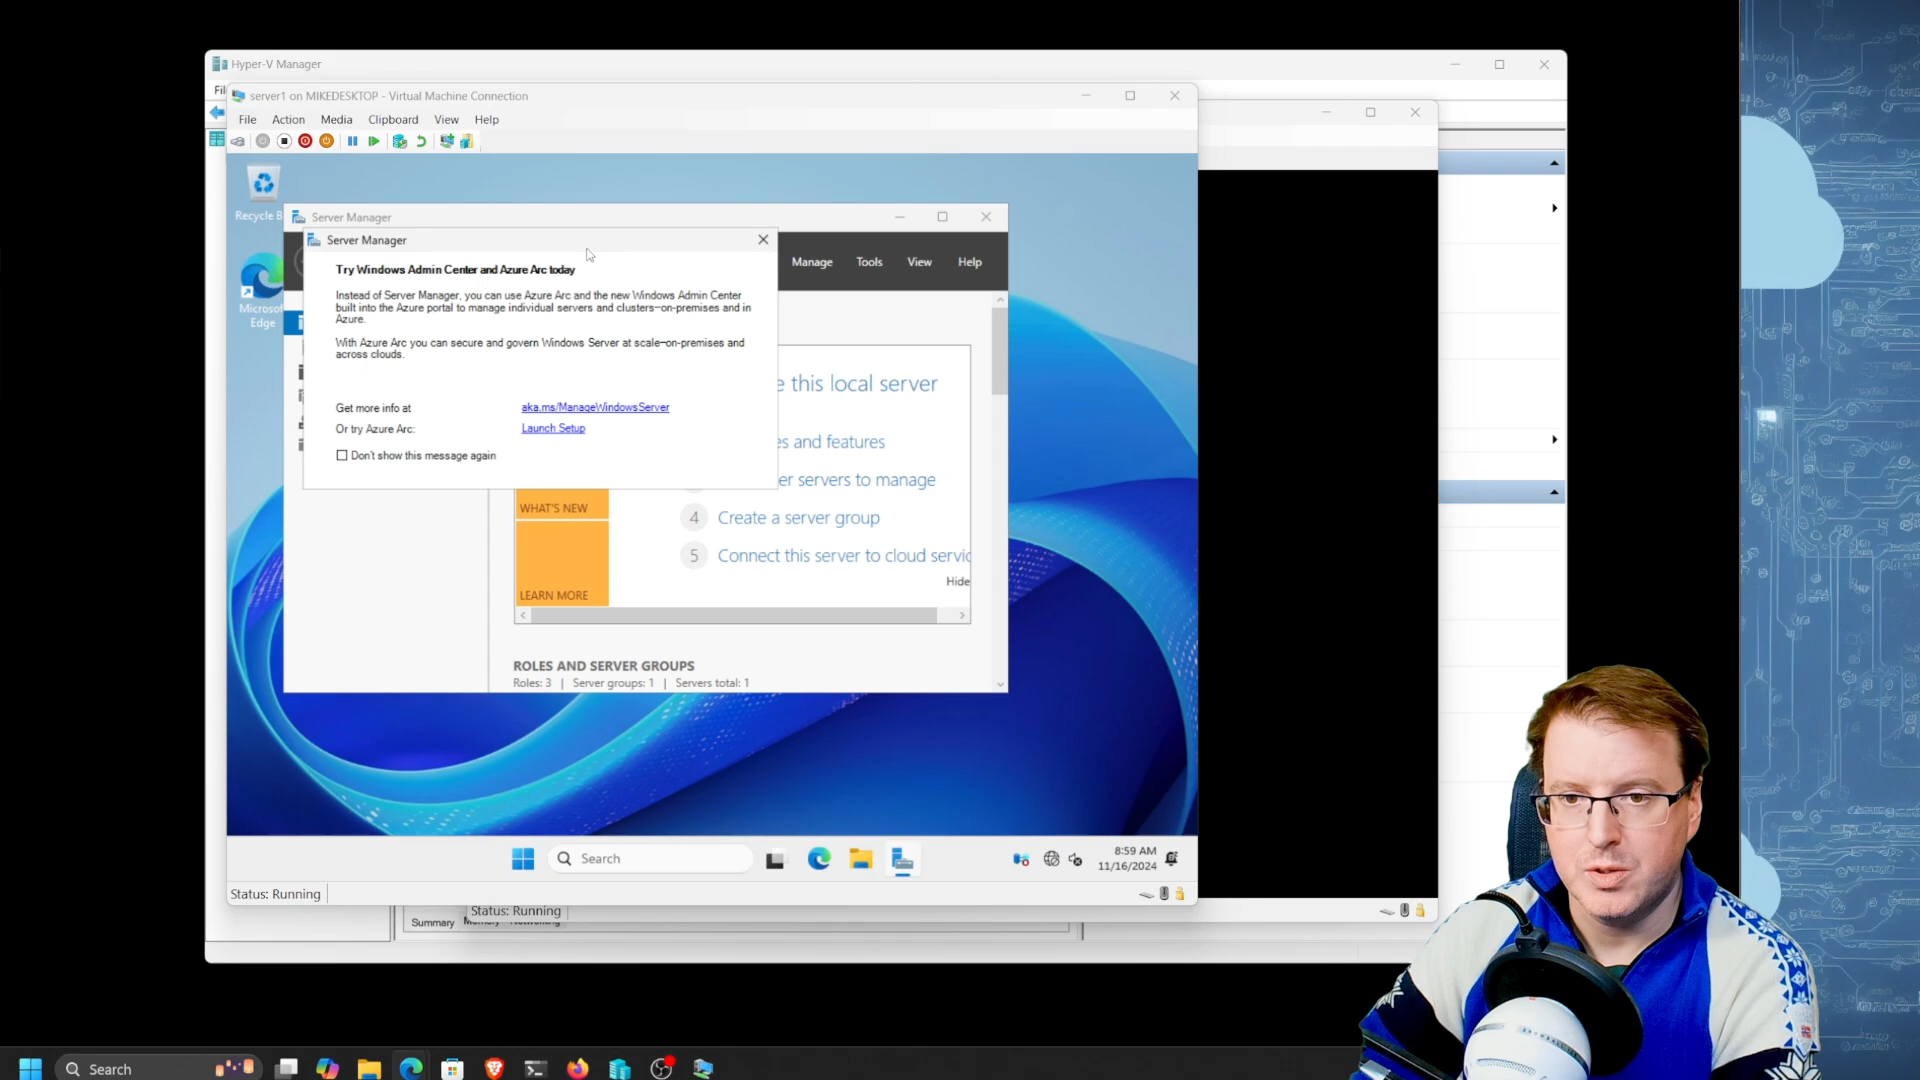 Hyper-V Manager
Fil
server1 on MIKEDESKTOP - Virtual Machine Connection
File Action Media Clipboard View Help
Recycle B
Server Manager
Server Manager
Manage Tools View Help
Try Windows Admin Center and Azure Arc today
Instead of Server Manager, you can use Azure Arc and the new Windows Admin Center
built into the Azure portal to manage individual servers and clusters–on-premises and in
Azure.
With Azure Arc you can secure and govern Windows Server at scale–on-premises and
across clouds.
Get more info at aka.ms/ManageWindowsServer
Or try Azure Arc: Launch Setup
Don't show this message again
Microsof
Edge
e this local server
es and features
er servers to manage
4 Create a server group
5 Connect this server to cloud servic
Hide
WHAT'S NEW
LEARN MORE
ROLES AND SERVER GROUPS
Roles: 3 | Server groups: 1 | Servers total: 1
Search
8:59 AM
11/16/2024
Status: Running
Status: Running
Summary Memory Networking
Search